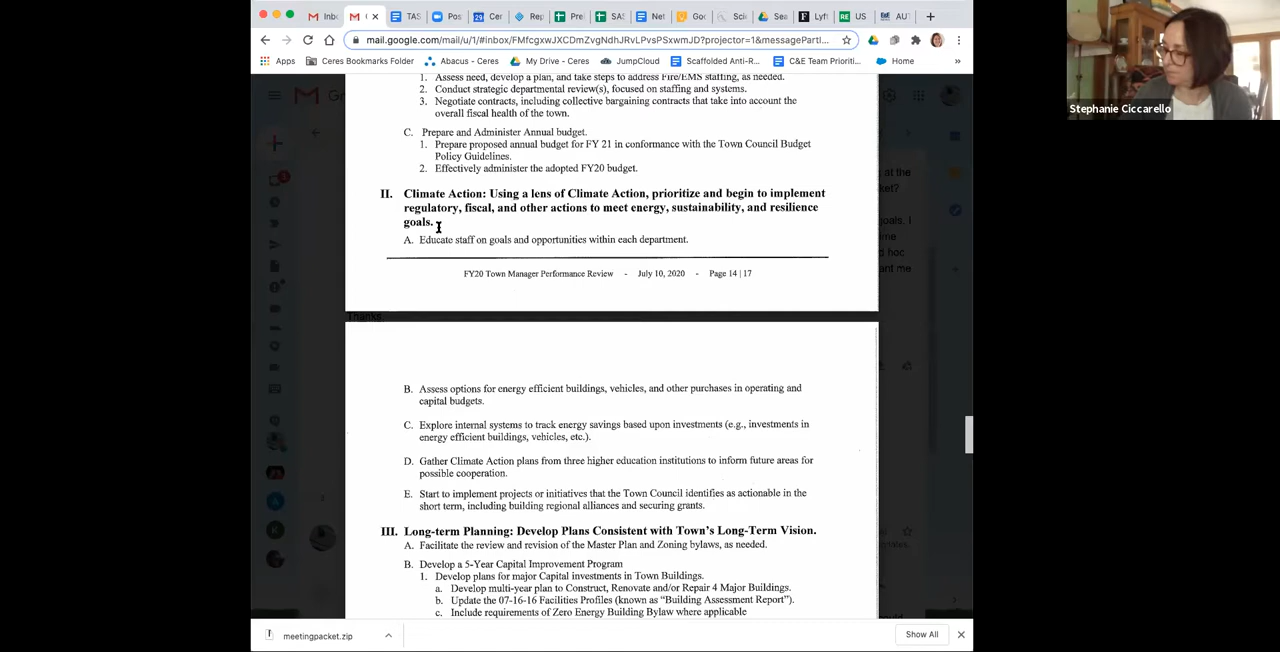 Inbo
(
TAS
Pos
Cer
Rep
Pre
SAS
Net
Goo
Scie
Sea
Lyft
US
AUT
mail.google.com/mail/u/1/#inbox/FMfcgxwJXCDmZvgNdhJRvLPvsPSxwmJD?projector=1&messagePartI...
Apps
Ceres Bookmarks Folder
Abacus - Ceres
My Drive - Ceres
JumpCloud
Scaffolded Anti-R...
C&E Team Prioriti...
Home
»
1. Assess need, develop a plan, and take steps to address Fire/EMS staffing, as needed.
2. Conduct strategic departmental review(s), focused on staffing and systems.
3. Negotiate contracts, including collective bargaining contracts that take into account the
overall fiscal health of the town.
C. Prepare and Administer Annual budget.
1. Prepare proposed annual budget for FY 21 in conformance with the Town Council Budget
Policy Guidelines.
2. Effectively administer the adopted FY20 budget.
II. Climate Action: Using a lens of Climate Action, prioritize and begin to implement
regulatory, fiscal, and other actions to meet energy, sustainability, and resilience
goals.
A. Educate staff on goals and opportunities within each department.
FY20 Town Manager Performance Review - July 10, 2020 - Page 14 | 17
Thanks,
B. Assess options for energy efficient buildings, vehicles, and other purchases in operating and
capital budgets.
C. Explore internal systems to track energy savings based upon investments (e.g., investments in
energy efficient buildings, vehicles, etc.).
D. Gather Climate Action plans from three higher education institutions to inform future areas for
possible cooperation.
E. Start to implement projects or initiatives that the Town Council identifies as actionable in the
short term, including building regional alliances and securing grants.
III. Long-term Planning: Develop Plans Consistent with Town's Long-Term Vision.
A. Facilitate the review and revision of the Master Plan and Zoning bylaws, as needed.
B. Develop a 5-Year Capital Improvement Program
1. Develop plans for major Capital investments in Town Buildings.
a. Develop multi-year plan to Construct, Renovate and/or Repair 4 Major Buildings.
b. Update the 07-16-16 Facilities Profiles (known as "Building Assessment Report").
c. Include requirements of Zero Energy Building Bylaw where applicable
meetingpacket.zip
Show All
Stephanie Ciccarello